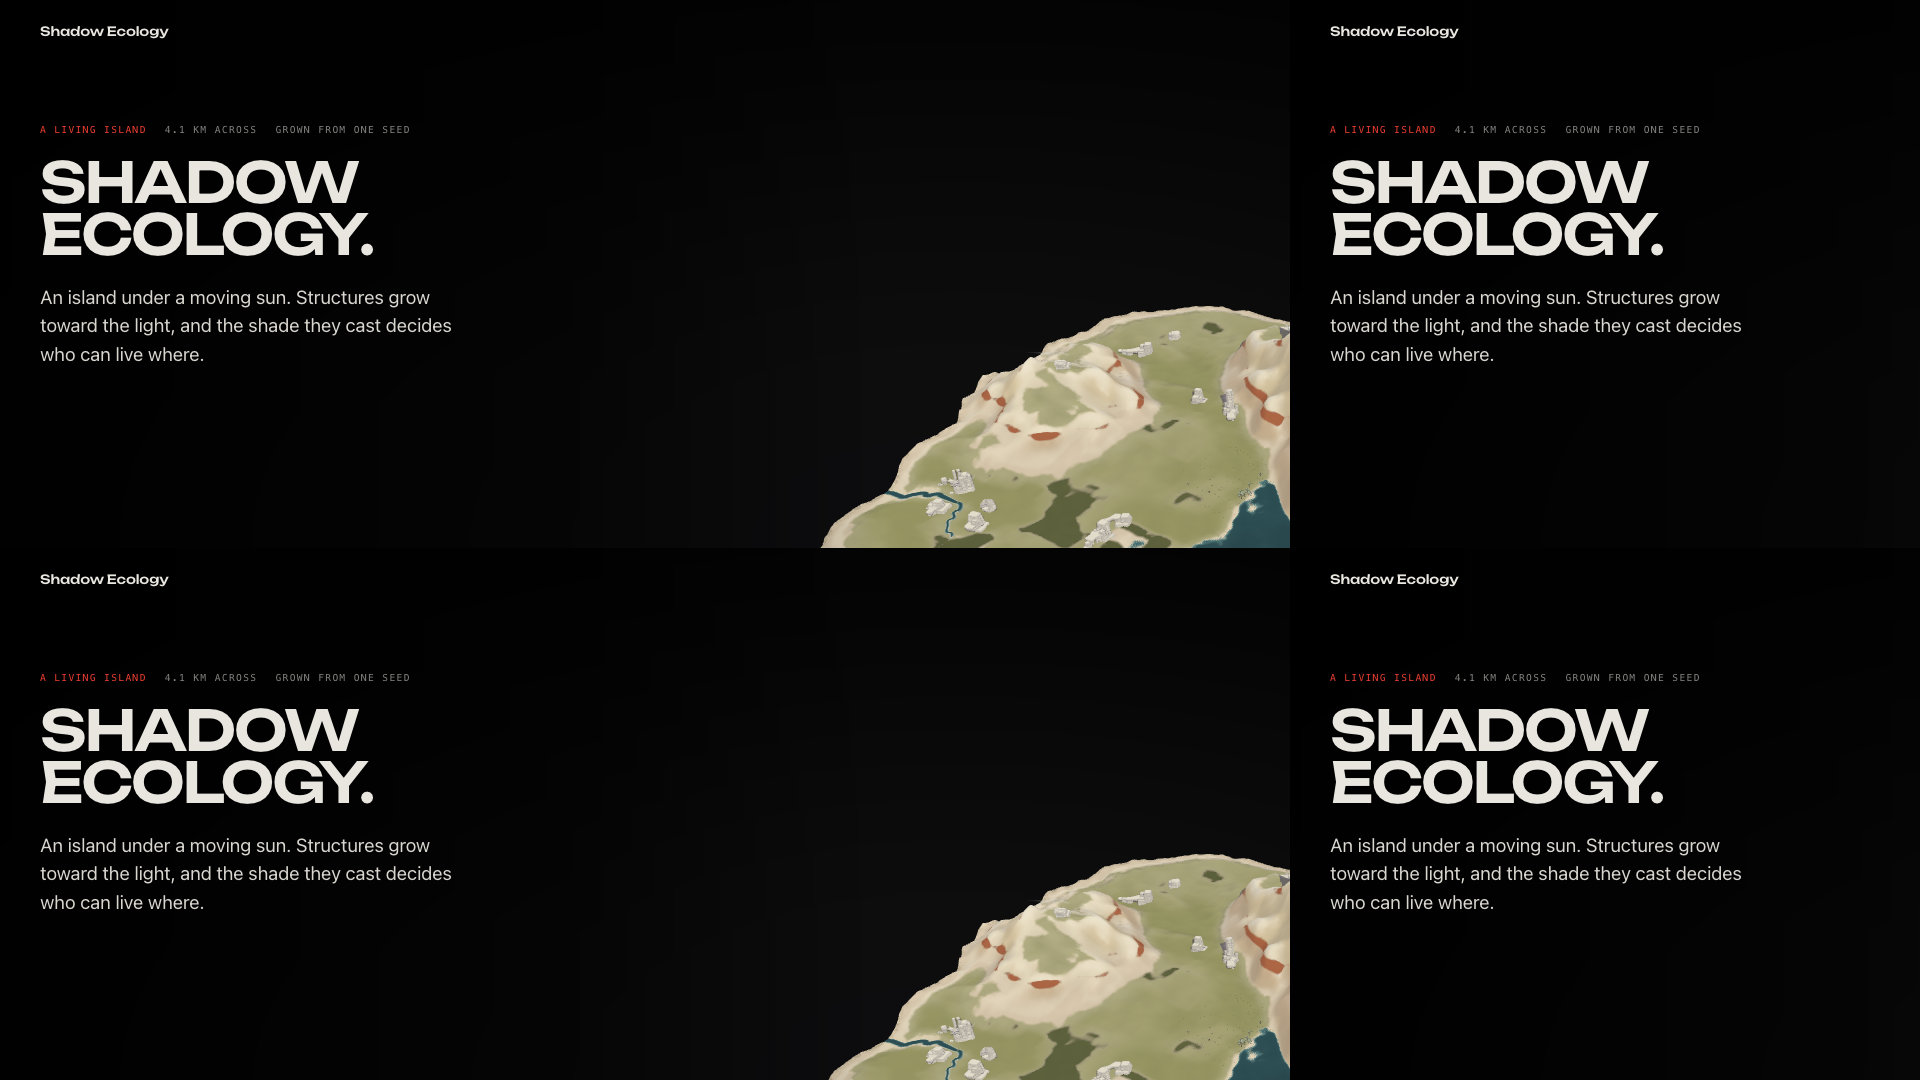 Shadow Ecology
A LIVING ISLAND 4.1 KM ACROSS GROWN FROM ONE SEED
SHADOW
ECOLOGY.
An island under a moving sun. Structures grow
toward the light, and the shade they cast decides
who can live where.
Shadow Ecology
A LIVING ISLAND 4.1 KM ACROSS GROWN FROM ONE SEED
SHADOW
ECOLOGY.
An island under a moving sun. Structures grow
toward the light, and the shade they cast decides
who can live where.
Shadow Ecology
A LIVING ISLAND 4.1 KM ACROSS GROWN FROM ONE SEED
SHADOW
ECOLOGY.
An island under a moving sun. Structures grow
toward the light, and the shade they cast decides
who can live where.
Shadow Ecology
A LIVING ISLAND 4.1 KM ACROSS GROWN FROM ONE SEED
SHADOW
ECOLOGY.
An island under a moving sun. Structures grow
toward the light, and the shade they cast decides
who can live where.